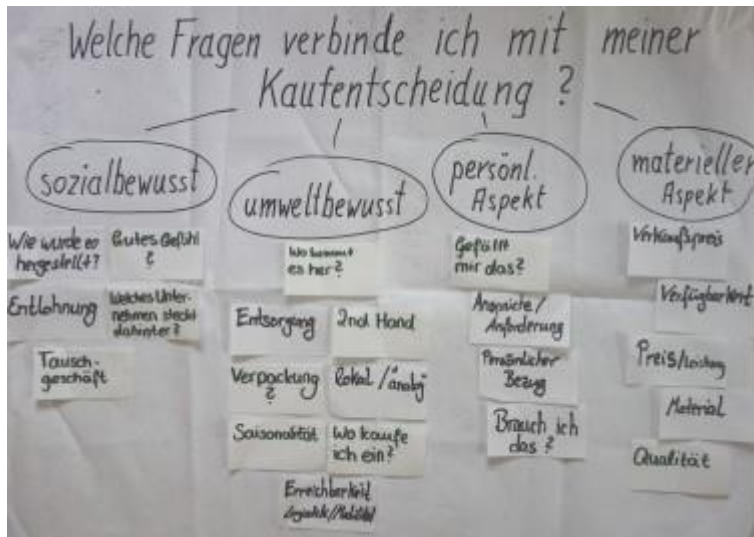 Welche Fragen verbinde ich mit meiner
Kaufentscheidung ?
sozialbewusst
Wie wurde es
hergestellt?
Gutes Gefühl
?
Entlohnung
Welches Unter-
nehmen steckt
dahinter?
Tausch-
geschäft
umweltbewusst
Wo kommt
es her?
Entsorgung
2nd Hand
Verpackung
?
lokal / "analog"
Saisonalität
Wo kaufe
ich ein?
Erreichbarkeit
Logistik/Mobilität
persönl.
Aspekt
Gefällt
mir das?
Ansprüche/
Anforderung
Persönlicher
Bezug
Brauch ich
das?
materieller
Aspekt
Verkaufspreis
Verfügbarkeit
Preis/Leistung
Material
Qualität